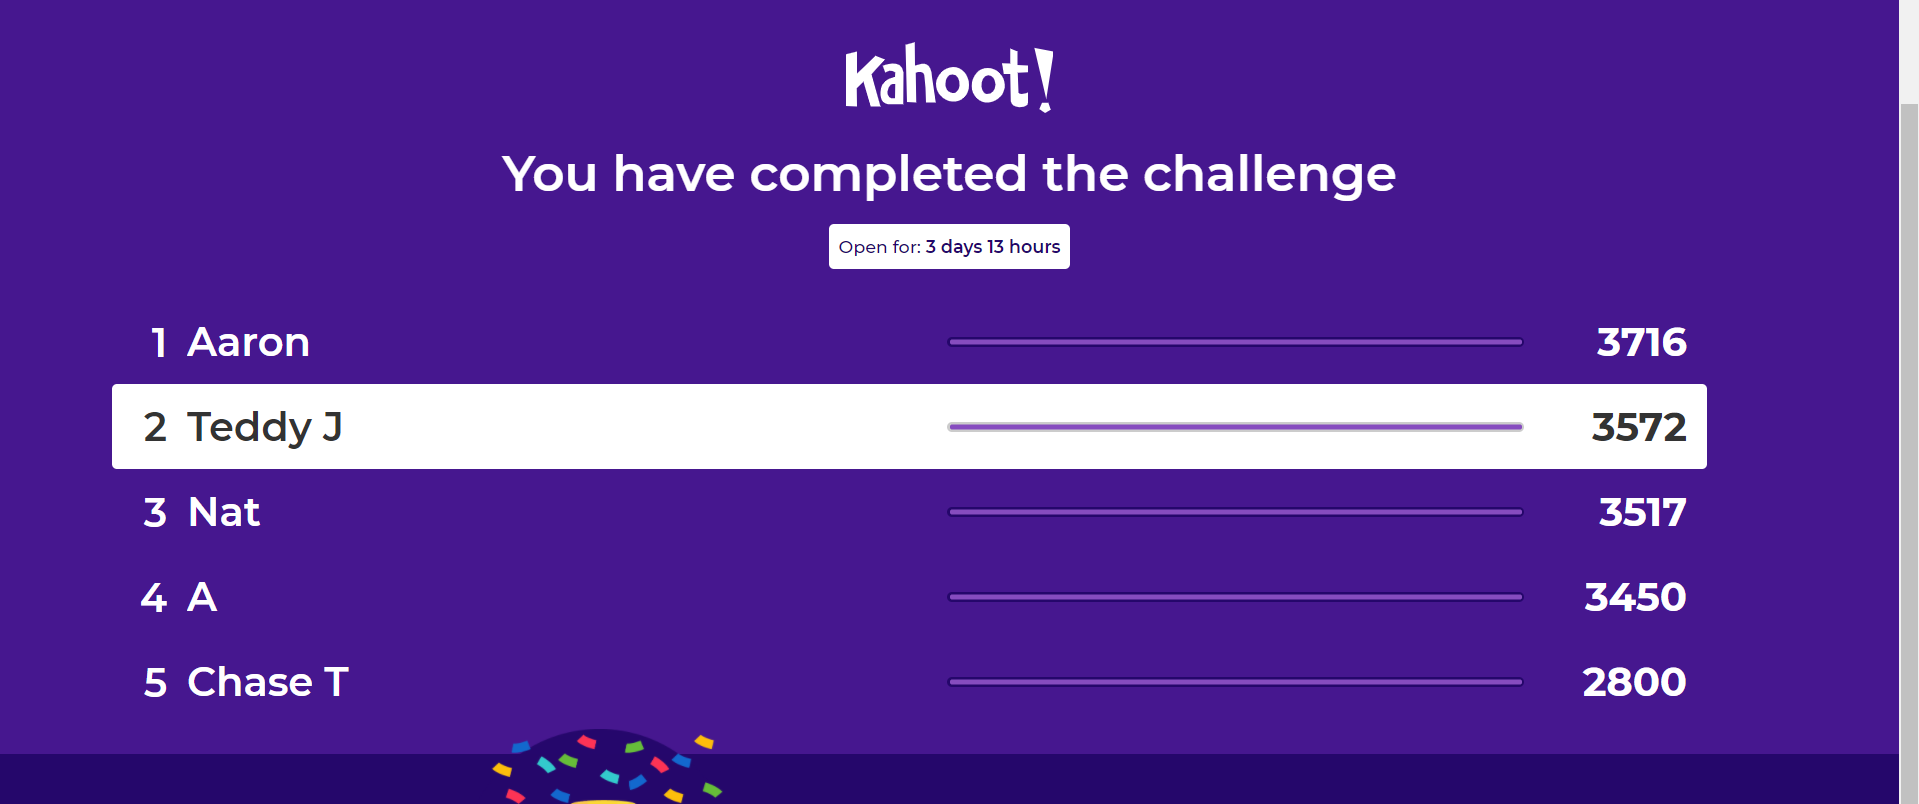 Kahoot!
You have completed the challenge
Open for: 3 days 13 hours
1 Aaron 3716
2 Teddy J 3572
3 Nat 3517
4 A 3450
5 Chase T 2800